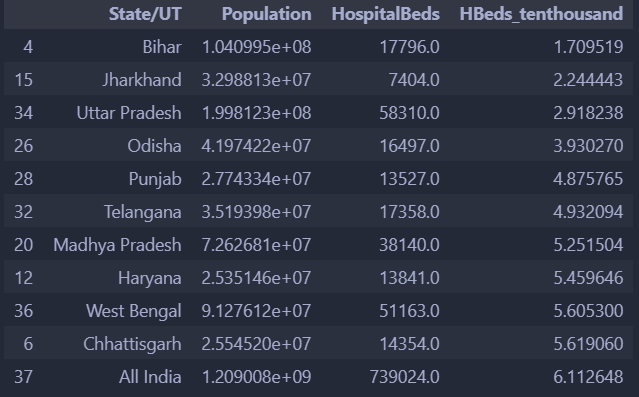 State/UT Population HospitalBeds HBeds_tenthousand
4 Bihar 1.040995e+08 17796.0 1.709519
15 Jharkhand 3.298813e+07 7404.0 2.244443
34 Uttar Pradesh 1.998123e+08 58310.0 2.918238
26 Odisha 4.197422e+07 16497.0 3.930270
28 Punjab 2.774334e+07 13527.0 4.875765
32 Telangana 3.519398e+07 17358.0 4.932094
20 Madhya Pradesh 7.262681e+07 38140.0 5.251504
12 Haryana 2.535146e+07 13841.0 5.459646
36 West Bengal 9.127612e+07 51163.0 5.605300
6 Chhattisgarh 2.554520e+07 14354.0 5.619060
37 All India 1.209008e+09 739024.0 6.112648